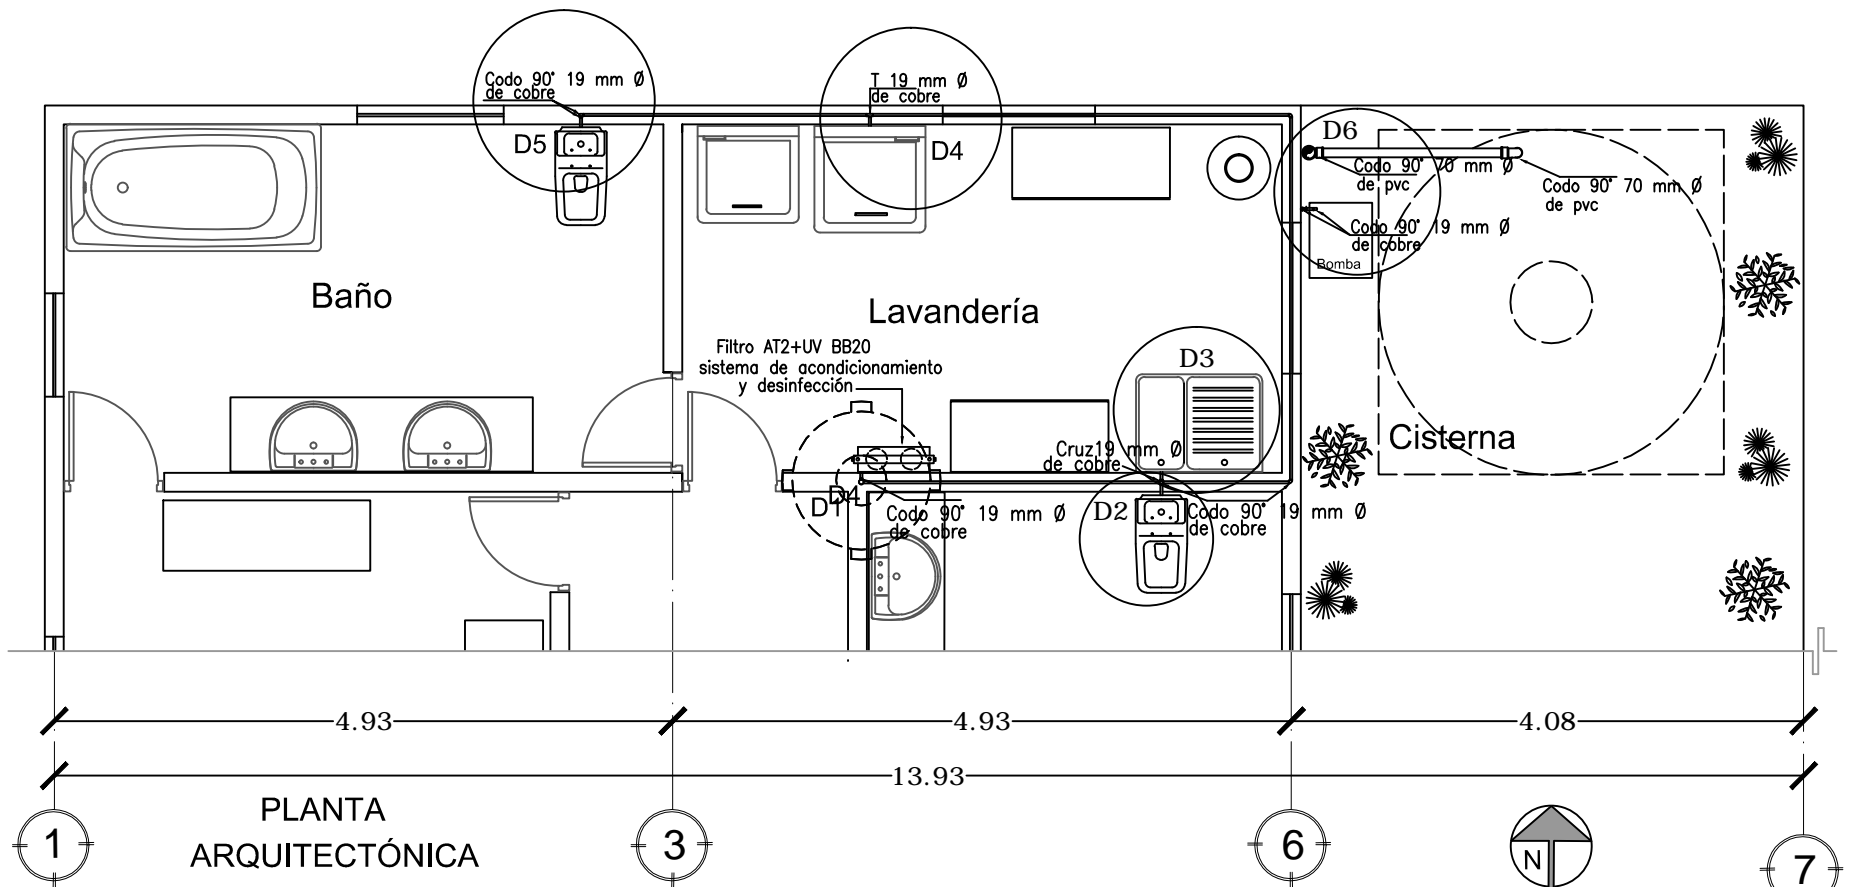 Codo 90° 19 mm Ø
de cobre
T 19 mm Ø
de cobre
D5
D4
D6
Codo 90° 70 mm Ø
de pvc
Codo 90° 70 mm Ø
de pvc
Codo 90° 19 mm Ø
de cobre
Bomba
Baño
Lavandería
Filtro AT2+UV BB20
sistema de acondicionamiento
y desinfección
D3
Cisterna
Cruz19 mm Ø
de cobre
D1
D4
Codo 90° 19 mm Ø
de cobre
D2
Codo 90° 19 mm Ø
de cobre
4.93
4.93
4.08
13.93
PLANTA
ARQUITECTÓNICA
1
3
6
N
7